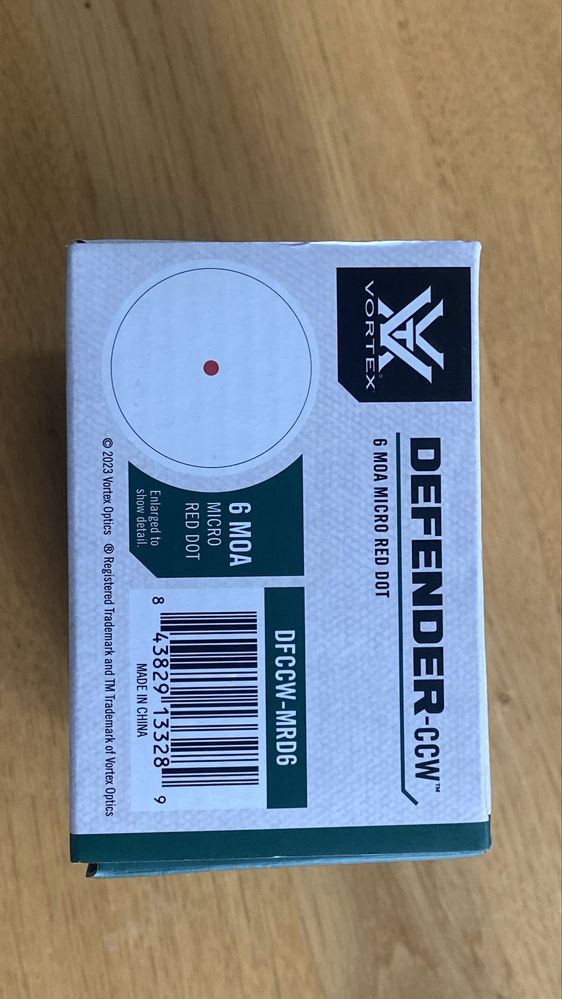 VORTEX®
DEFENDER-CCW™
6 MOA MICRO RED DOT
6 MOA
MICRO
RED DOT
Enlarged to
show detail.
DFCCW-MRD6
8 43829 13328 9
MADE IN CHINA
© 2023 Vortex Optics ® Registered Trademark and TM Trademark of Vortex Optics